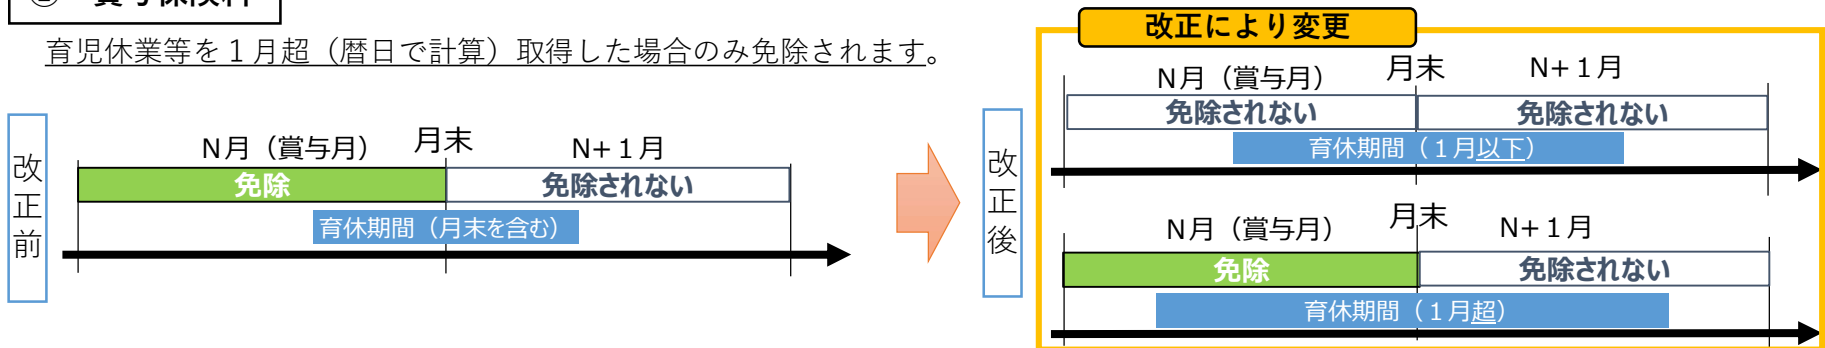 賞与保険料
育児休業等を１月超（暦日で計算）取得した場合のみ免除されます。
改正前
N月（賞与月）
月末
N+１月
免除
免除されない
育休期間（月末を含む）
改正により変更
改正後
N月（賞与月）
月末
N+１月
免除されない
免除されない
育休期間（１月以下）
N月（賞与月）
月末
N+１月
免除
免除されない
育休期間（１月超）